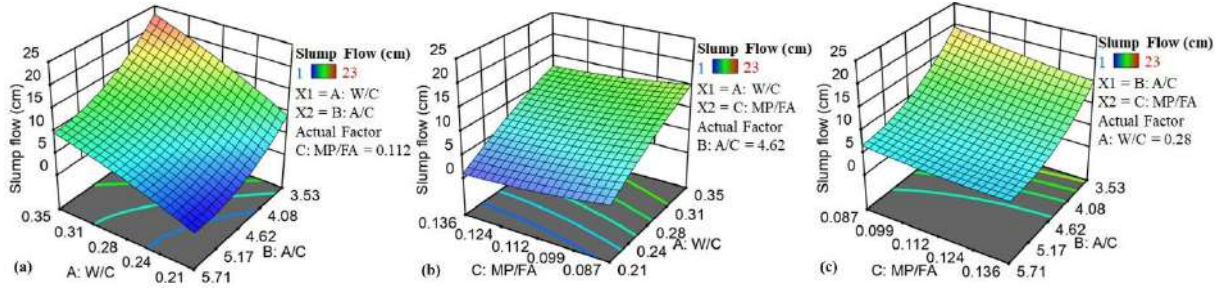 25
20
15
10
5
0
Slump flow (cm)
0.35
0.31
0.28
0.24
0.21
A: W/C
3.53
4.08
4.62
5.17
5.71
B: A/C
Slump Flow (cm)
1 23
X1 = A: W/C
X2 = B: A/C
Actual Factor
C: MP/FA = 0.112
(a)
25
20
15
10
5
0
Slump flow (cm)
0.136
0.124
0.112
0.099
0.087
C: MP/FA
0.35
0.31
0.28
0.24
0.21
A: W/C
Slump Flow (cm)
1 23
X1 = A: W/C
X2 = C: MP/FA
Actual Factor
B: A/C = 4.62
(b)
25
20
15
10
5
0
Slump flow (cm)
0.087
0.099
0.112
0.124
0.136
C: MP/FA
3.53
4.08
4.62
5.17
5.71
B: A/C
Slump Flow (cm)
1 23
X1 = B: A/C
X2 = C: MP/FA
Actual Factor
A: W/C = 0.28
(c)